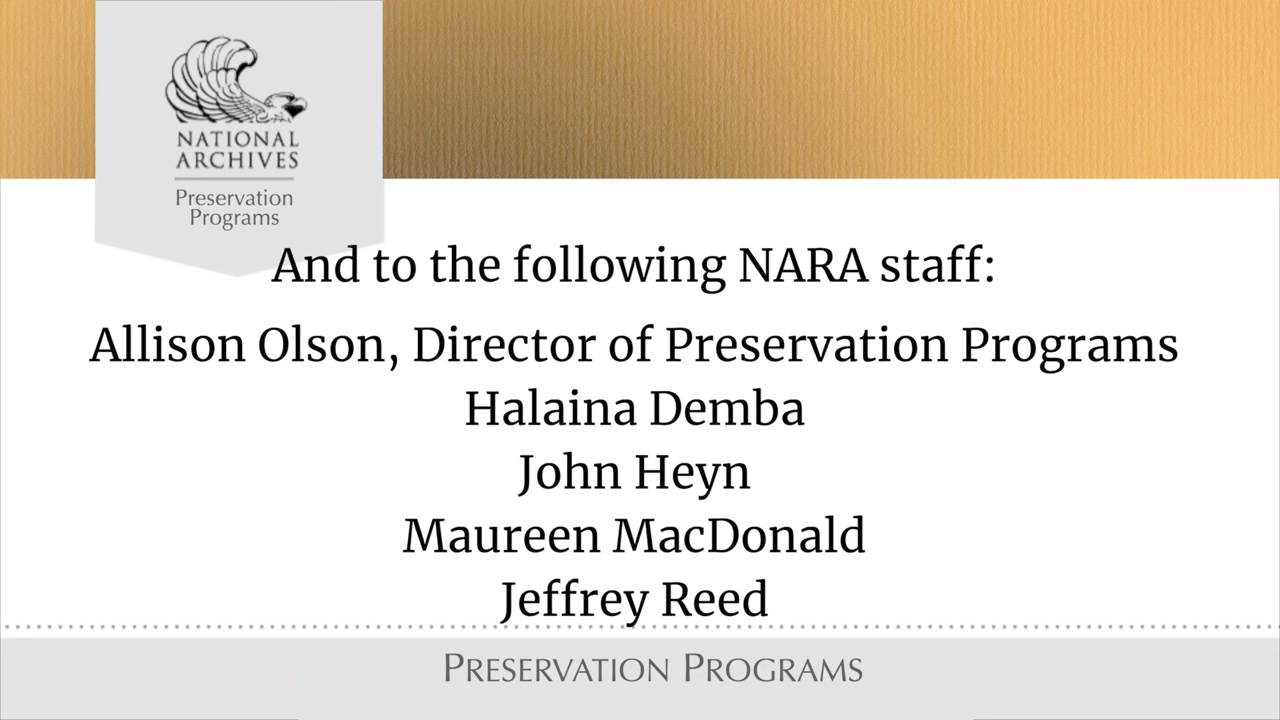 NATIONAL
ARCHIVES
Preservation
Programs
And to the following NARA staff:
Allison Olson, Director of Preservation Programs
Halaina Demba
John Heyn
Maureen MacDonald
Jeffrey Reed
PRESERVATION PROGRAMS